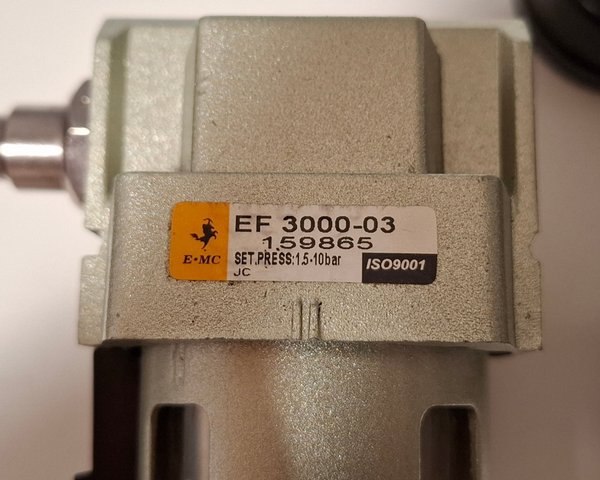 EF 3000-03
159865
E•MC
SET.PRESS:1.5-10bar
ISO9001
JC